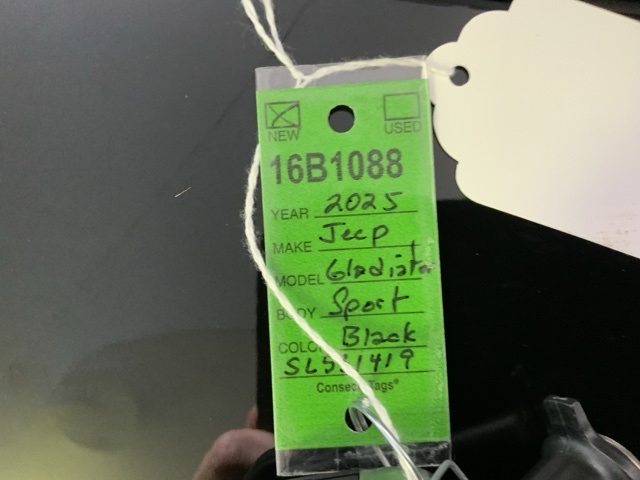 NEW USED
16B1088
YEAR 2025
MAKE Jeep
MODEL Gladiator
BODY Sport
COLOR Black
Consecu-Tags®